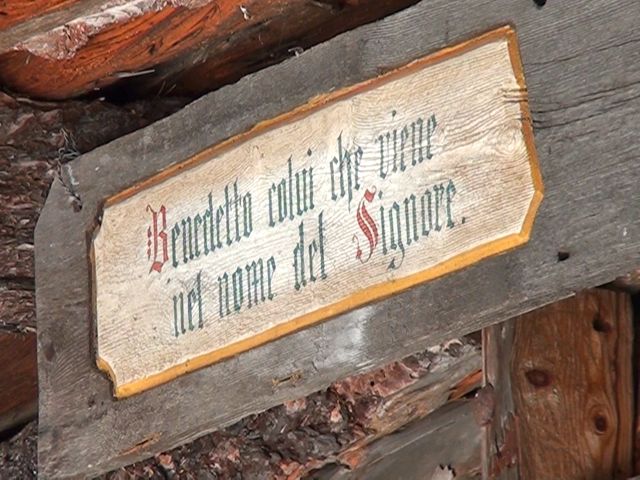 Benedetto colui che viene
nel nome del Signore.